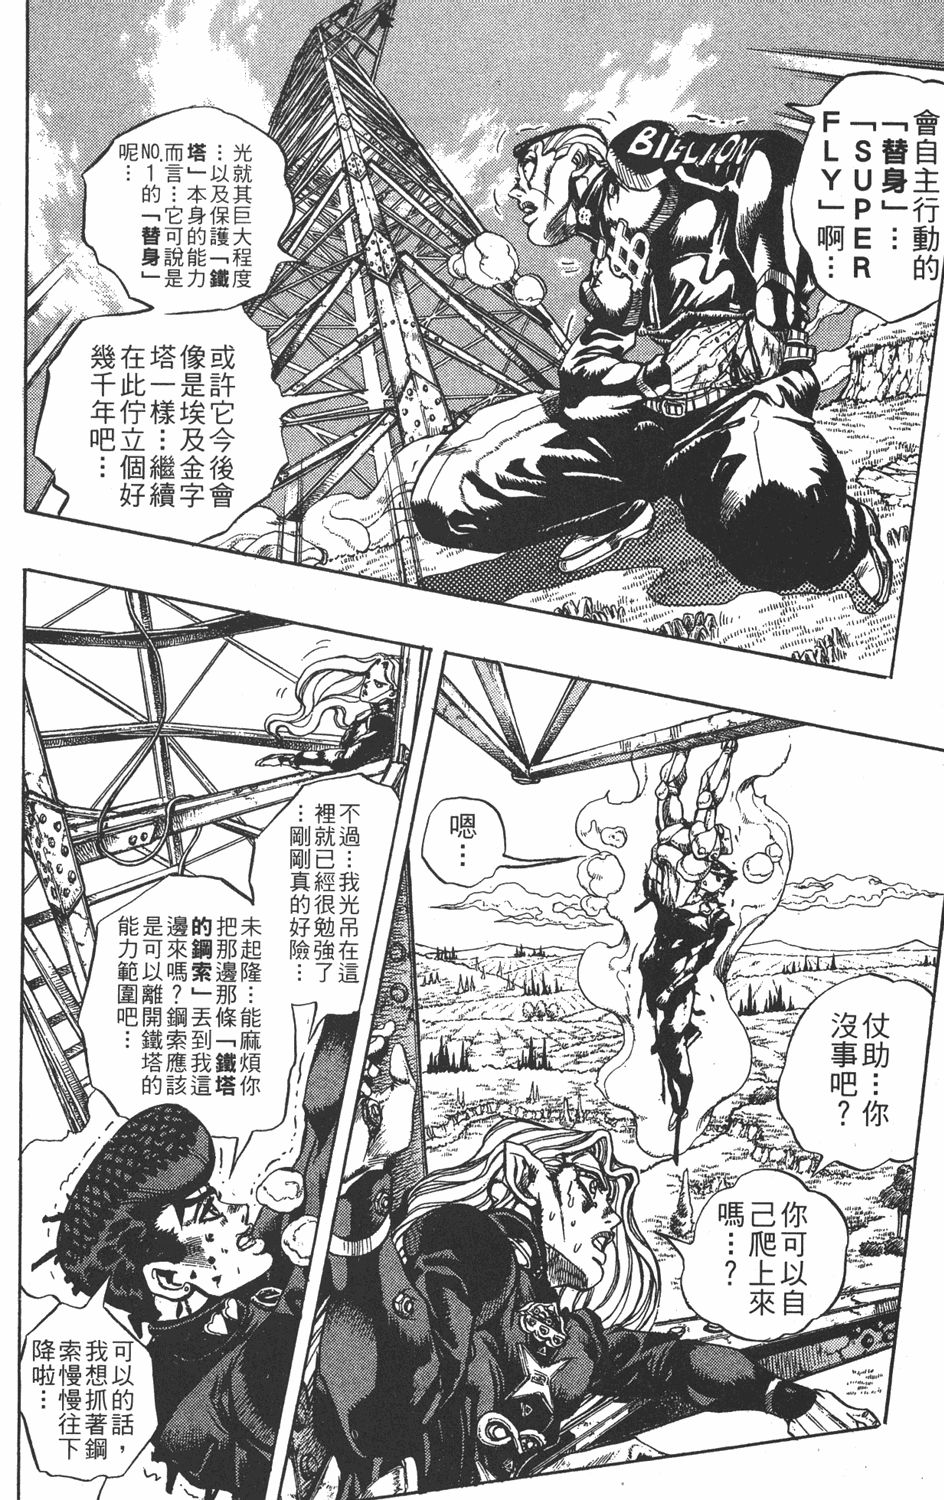 會自主行動的
「替身」…
「SUPER
FLY」啊…
BILLION
光就其巨大程度
…以及保護「鐵
塔」本身的能力
而言…它可說是
NO.1的「替身」
呢…
或許它今後會
像是埃及金字
塔一樣…繼續
在此佇立個好
幾千年吧…
仗助…你
沒事吧？
嗯…
你可以自
己爬上來
嗎…？
不過…我光吊在這
裡就已經很勉強了
…剛剛真的好險…
未起隆…能麻煩你
把那邊那條「鐵塔
的鋼索」丟到我這
邊來嗎？鋼索應該
是可以離開鐵塔的
能力範圍吧…
可以的話，
我想抓著鋼
索慢慢往下
降啦…